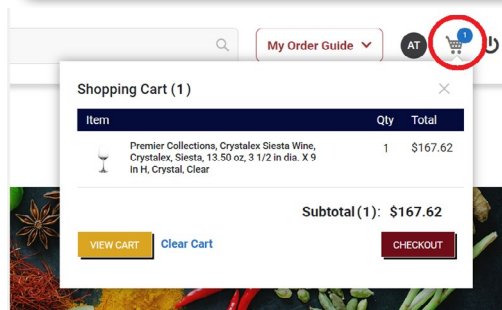 My Order Guide
AT
1
Shopping Cart (1)
Item Qty Total
Premier Collections, Crystalex Siesta Wine, 1 $167.62
Crystalex, Siesta, 13.50 oz, 3 1/2 in dia. X 9
In H, Crystal, Clear
Subtotal (1): $167.62
VIEW CART Clear Cart CHECKOUT